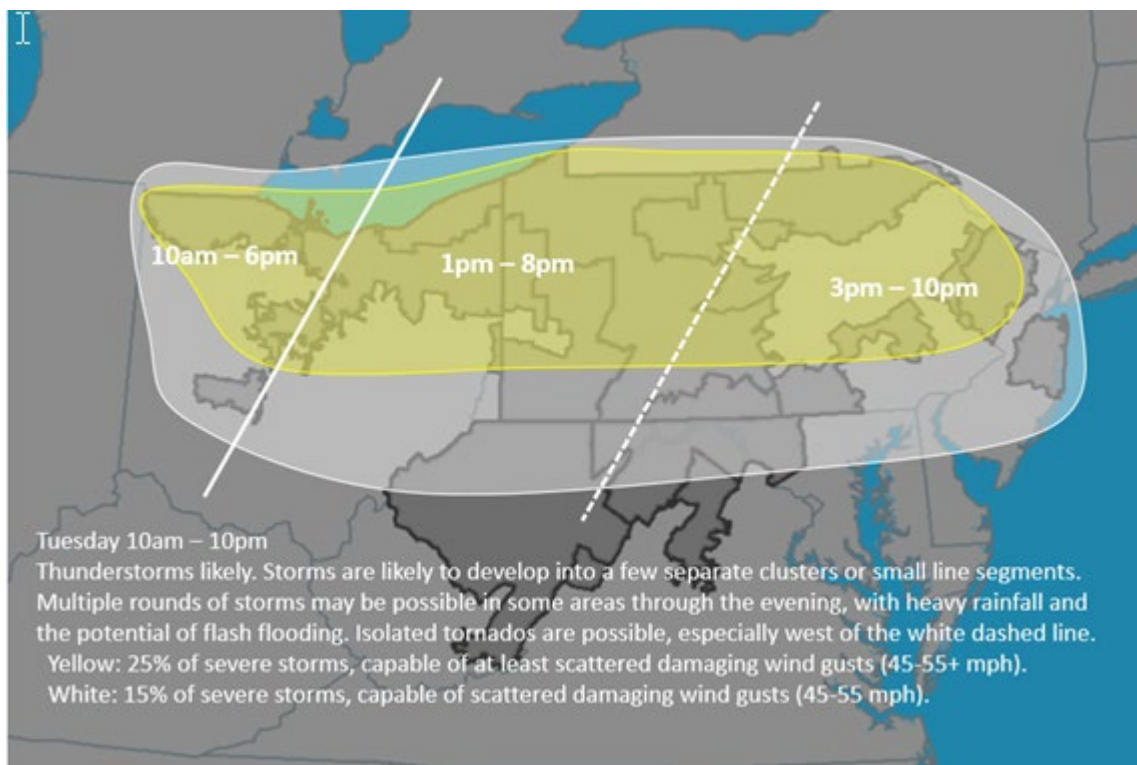 10am – 6pm
1pm – 8pm
3pm – 10pm
Tuesday 10am – 10pm
Thunderstorms likely. Storms are likely to develop into a few separate clusters or small line segments.
Multiple rounds of storms may be possible in some areas through the evening, with heavy rainfall and
the potential of flash flooding. Isolated tornados are possible, especially west of the white dashed line.
Yellow: 25% of severe storms, capable of at least scattered damaging wind gusts (45-55+ mph).
White: 15% of severe storms, capable of scattered damaging wind gusts (45-55 mph).